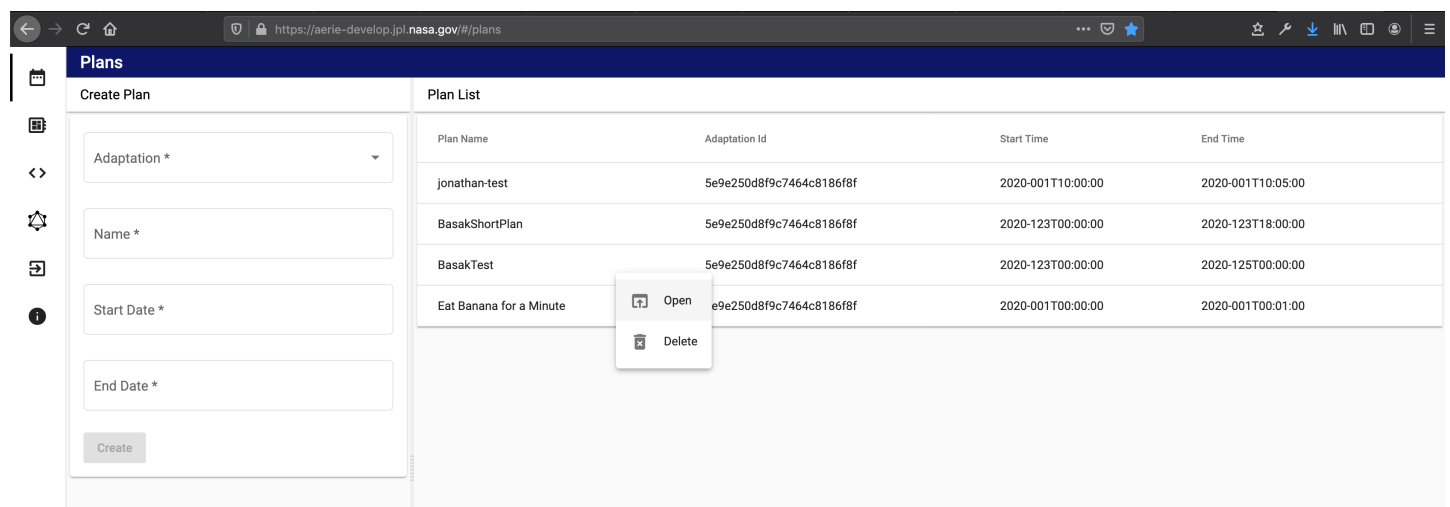 https://aerie-develop.jpl.nasa.gov/#/plans
Plans
Create Plan
Adaptation *
Name *
Start Date *
End Date *
Create
Plan List
Plan Name Adaptation Id Start Time End Time
jonathan-test 5e9e250d8f9c7464c8186f8f 2020-001T10:00:00 2020-001T10:05:00
BasakShortPlan 5e9e250d8f9c7464c8186f8f 2020-123T00:00:00 2020-123T18:00:00
BasakTest 5e9e250d8f9c7464c8186f8f 2020-123T00:00:00 2020-125T00:00:00
Eat Banana for a Minute e9e250d8f9c7464c8186f8f 2020-001T00:00:00 2020-001T00:01:00
Open
Delete